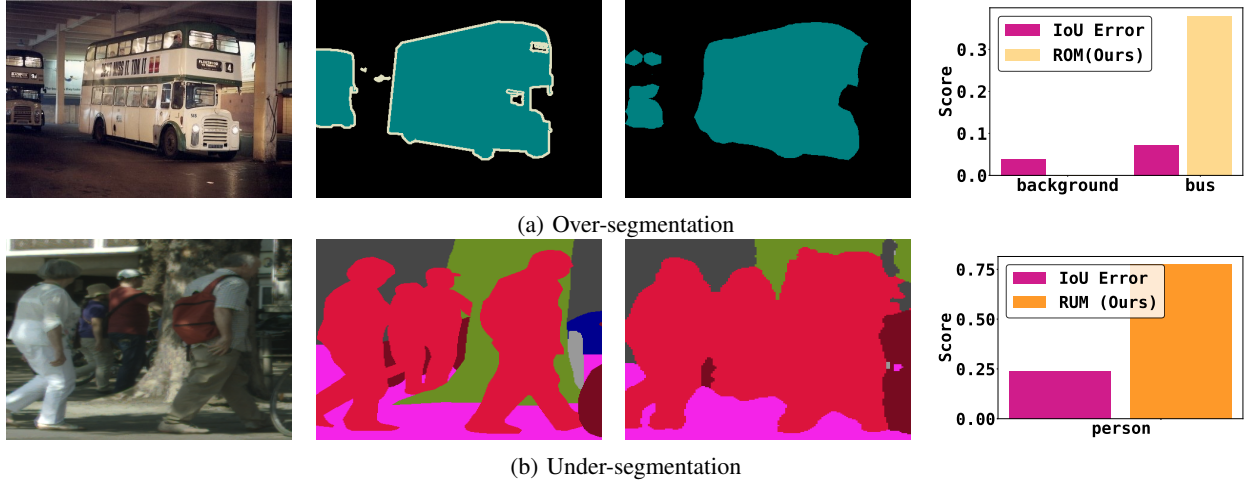 IoU Error
ROM(Ours)
Score
0.3
0.2
0.1
0.0
background
bus
(a) Over-segmentation
IoU Error
RUM (Ours)
Score
0.75
0.50
0.25
0.00
person
(b) Under-segmentation